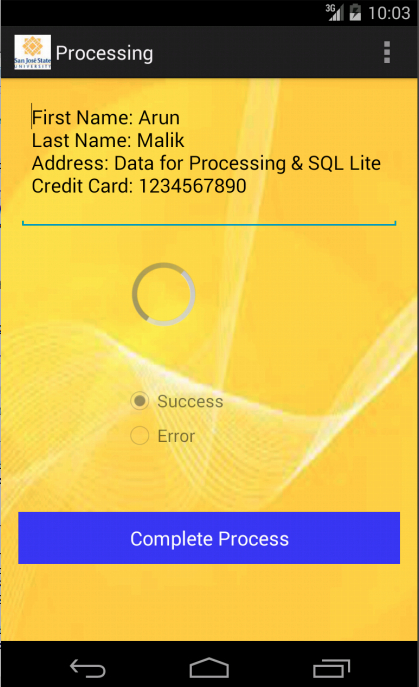 3G 10:03
San José State
UNIVERSITY
Processing
First Name: Arun
Last Name: Malik
Address: Data for Processing & SQL Lite
Credit Card: 1234567890
Success
Error
Complete Process